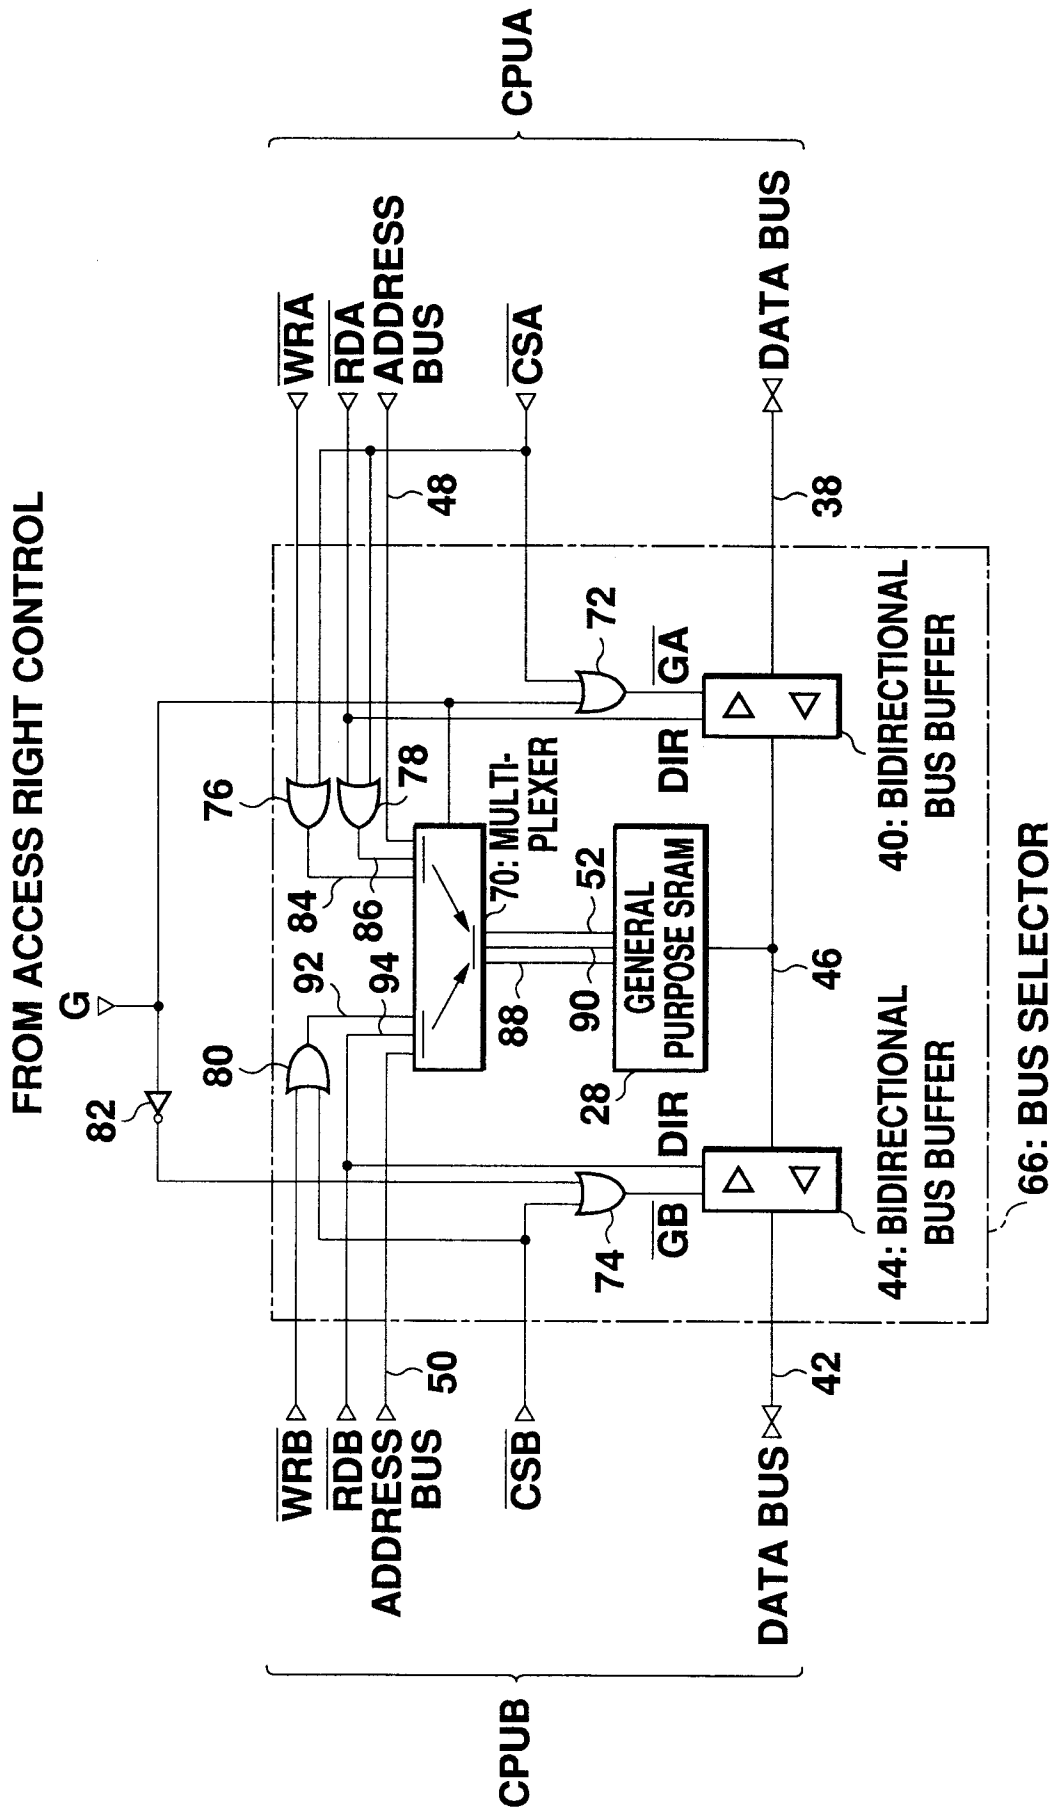 FROM ACCESS RIGHT CONTROL
G
82
CPUB
CPUA
WRB
RDB
ADDRESS
BUS
50
CSB
DATA BUS
42
WRA
RDA
ADDRESS
BUS
48
CSA
DATA BUS
38
80
92
94
76
84
86
78
70: MULTI-
PLEXER
88
90
52
GENERAL
PURPOSE SRAM
28
74
GB
DIR
72
GA
DIR
46
44: BIDIRECTIONAL
BUS BUFFER
40: BIDIRECTIONAL
BUS BUFFER
66: BUS SELECTOR